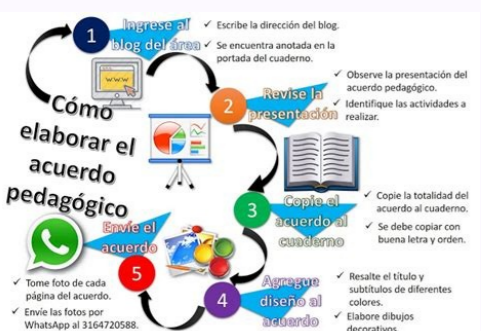 Cómo
elaborar el
acuerdo
pedagógico
1
Ingrese al
blog del área
www
✓ Escribe la dirección del blog.
✓ Se encuentra anotada en la
portada del cuaderno.
2
Revise la
presentación
✓ Observe la presentación del
acuerdo pedagógico.
✓ Identifique las actividades a
realizar.
3
Copie el
acuerdo al
cuaderno
✓ Copie la totalidad del
acuerdo al cuaderno.
✓ Se debe copiar con
buena letra y orden.
4
Agregue
diseño al
acuerdo
✓ Resalte el título y
subtítulos de diferentes
colores.
✓ Elabore dibujos
decorativos.
5
Envíe el
acuerdo
✓ Tome foto de cada
página del acuerdo.
✓ Envíe las fotos por
WhatsApp al 3164720588.